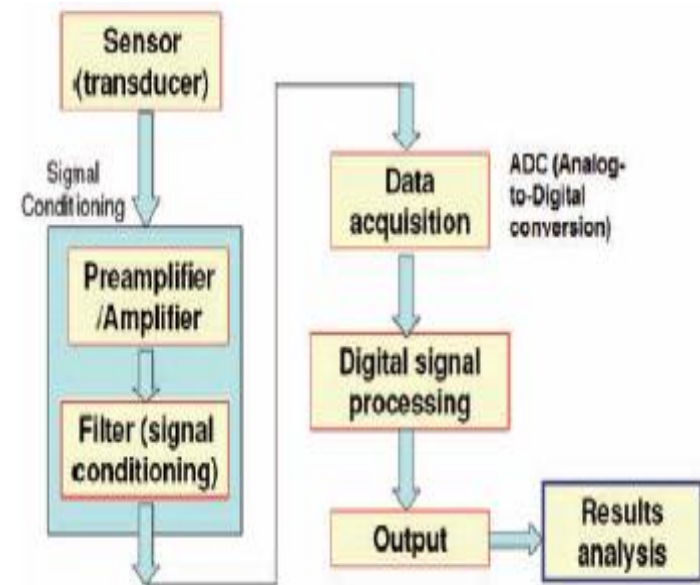 Sensor
(transducer)
Signal
Conditioning
Preamplifier
/Amplifier
Filter (signal
conditioning)
Data
acquisition
ADC (Analog-
to-Digital
conversion)
Digital signal
processing
Output
Results
analysis